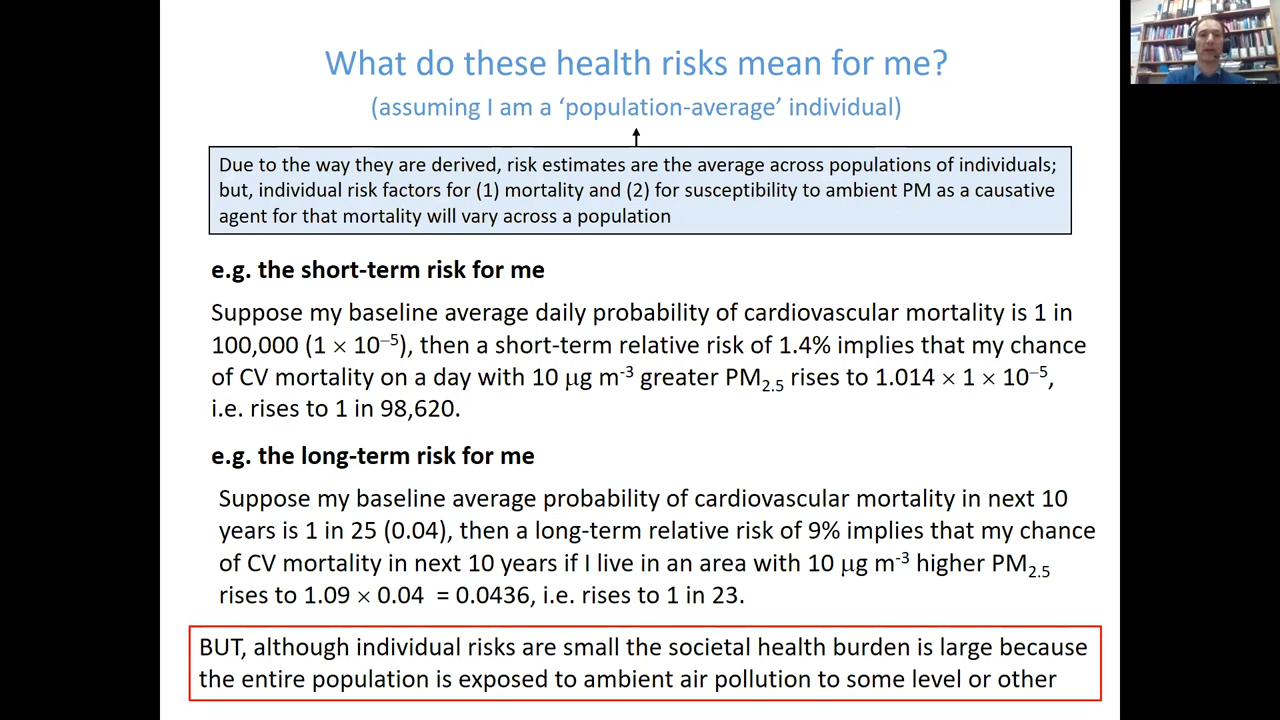 What do these health risks mean for me?
(assuming I am a ‘population-average’ individual)
Due to the way they are derived, risk estimates are the average across populations of individuals;
but, individual risk factors for (1) mortality and (2) for susceptibility to ambient PM as a causative
agent for that mortality will vary across a population
e.g. the short-term risk for me
Suppose my baseline average daily probability of cardiovascular mortality is 1 in
100,000 (1 × 10⁻⁵), then a short-term relative risk of 1.4% implies that my chance
of CV mortality on a day with 10 μg m⁻³ greater PM₂.₅ rises to 1.014 × 1 × 10⁻⁵,
i.e. rises to 1 in 98,620.
e.g. the long-term risk for me
Suppose my baseline average probability of cardiovascular mortality in next 10
years is 1 in 25 (0.04), then a long-term relative risk of 9% implies that my chance
of CV mortality in next 10 years if I live in an area with 10 μg m⁻³ higher PM₂.₅
rises to 1.09 × 0.04 = 0.0436, i.e. rises to 1 in 23.
BUT, although individual risks are small the societal health burden is large because
the entire population is exposed to ambient air pollution to some level or other